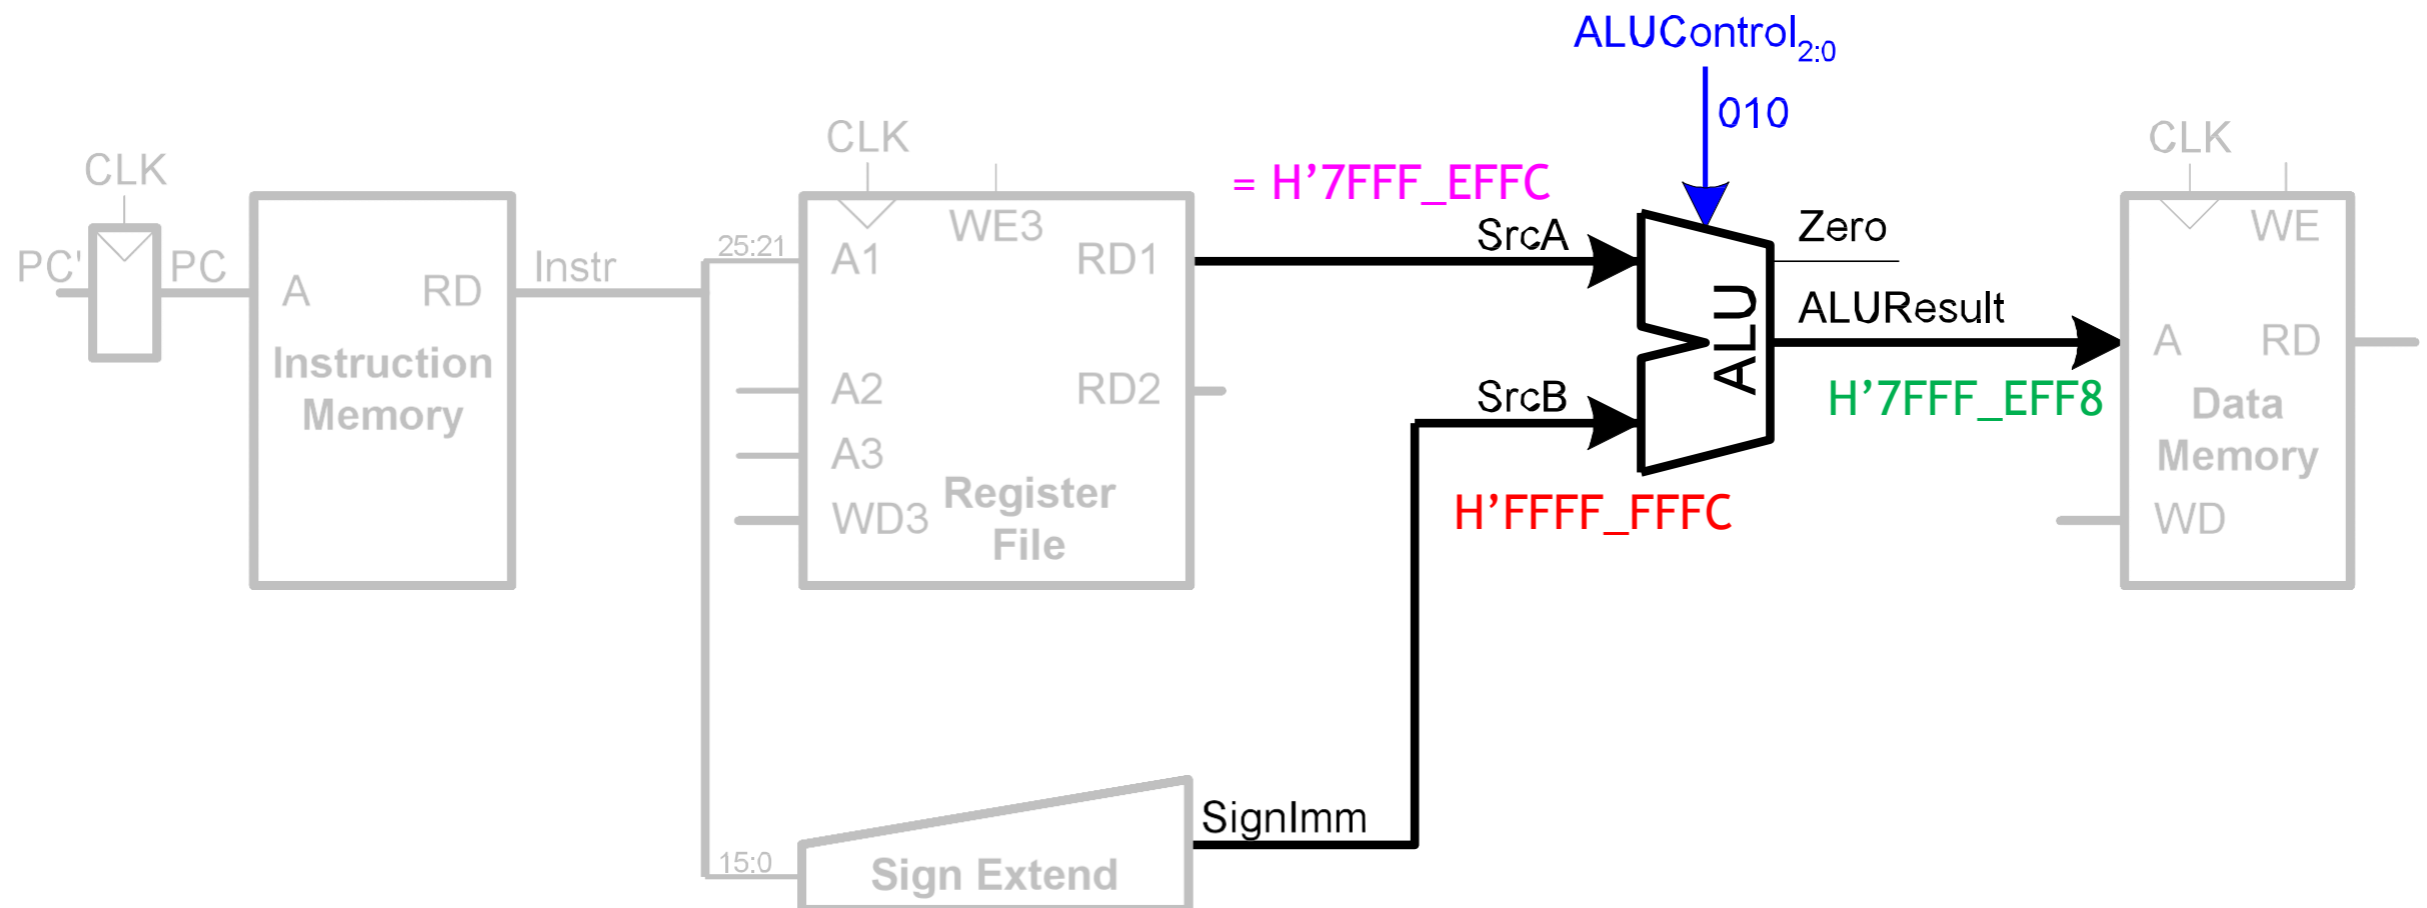 ALUControl2:0
010
CLK
CLK
CLK
= H'7FFF_EFFC
PC'
PC
A
RD
Instruction
Memory
Instr
25:21
A1
WE3
RD1
A2
RD2
A3
WD3
Register
File
SrcA
SrcB
ALU
Zero
ALUResult
H'7FFF_EFF8
H'FFFF_FFFC
WE
A
RD
Data
Memory
WD
SignImm
15:0
Sign Extend